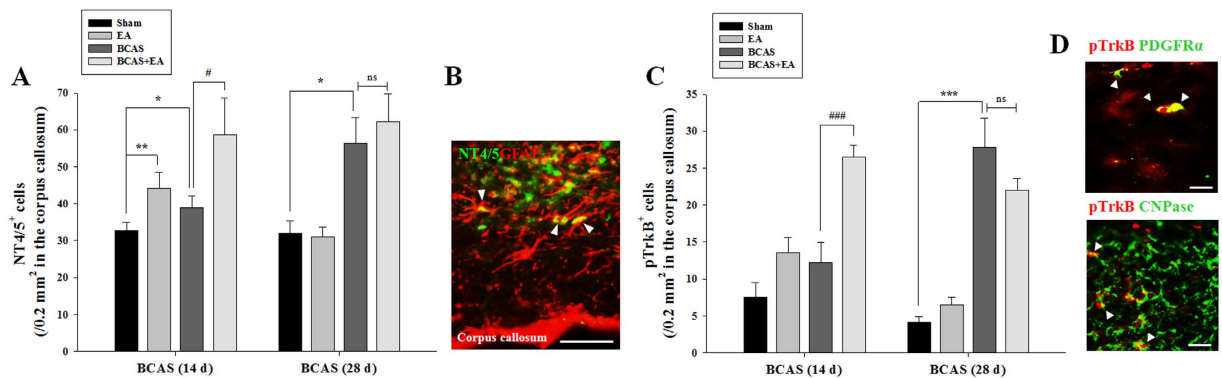 A
Sham
EA
BCAS
BCAS+EA
NT4/5⁺ cells
(/0.2 mm² in the corpus callosum)
70
60
50
40
30
20
10
0
**
*
#
*
ns
BCAS (14 d)
BCAS (28 d)
B
NT4/5GFAP
Corpus callosum
C
Sham
EA
BCAS
BCAS+EA
pTrkB⁺ cells
(/0.2 mm² in the corpus callosum)
35
30
25
20
15
10
5
0
###
***
ns
BCAS (14 d)
BCAS (28 d)
D
pTrkB PDGFRα
pTrkB CNPase